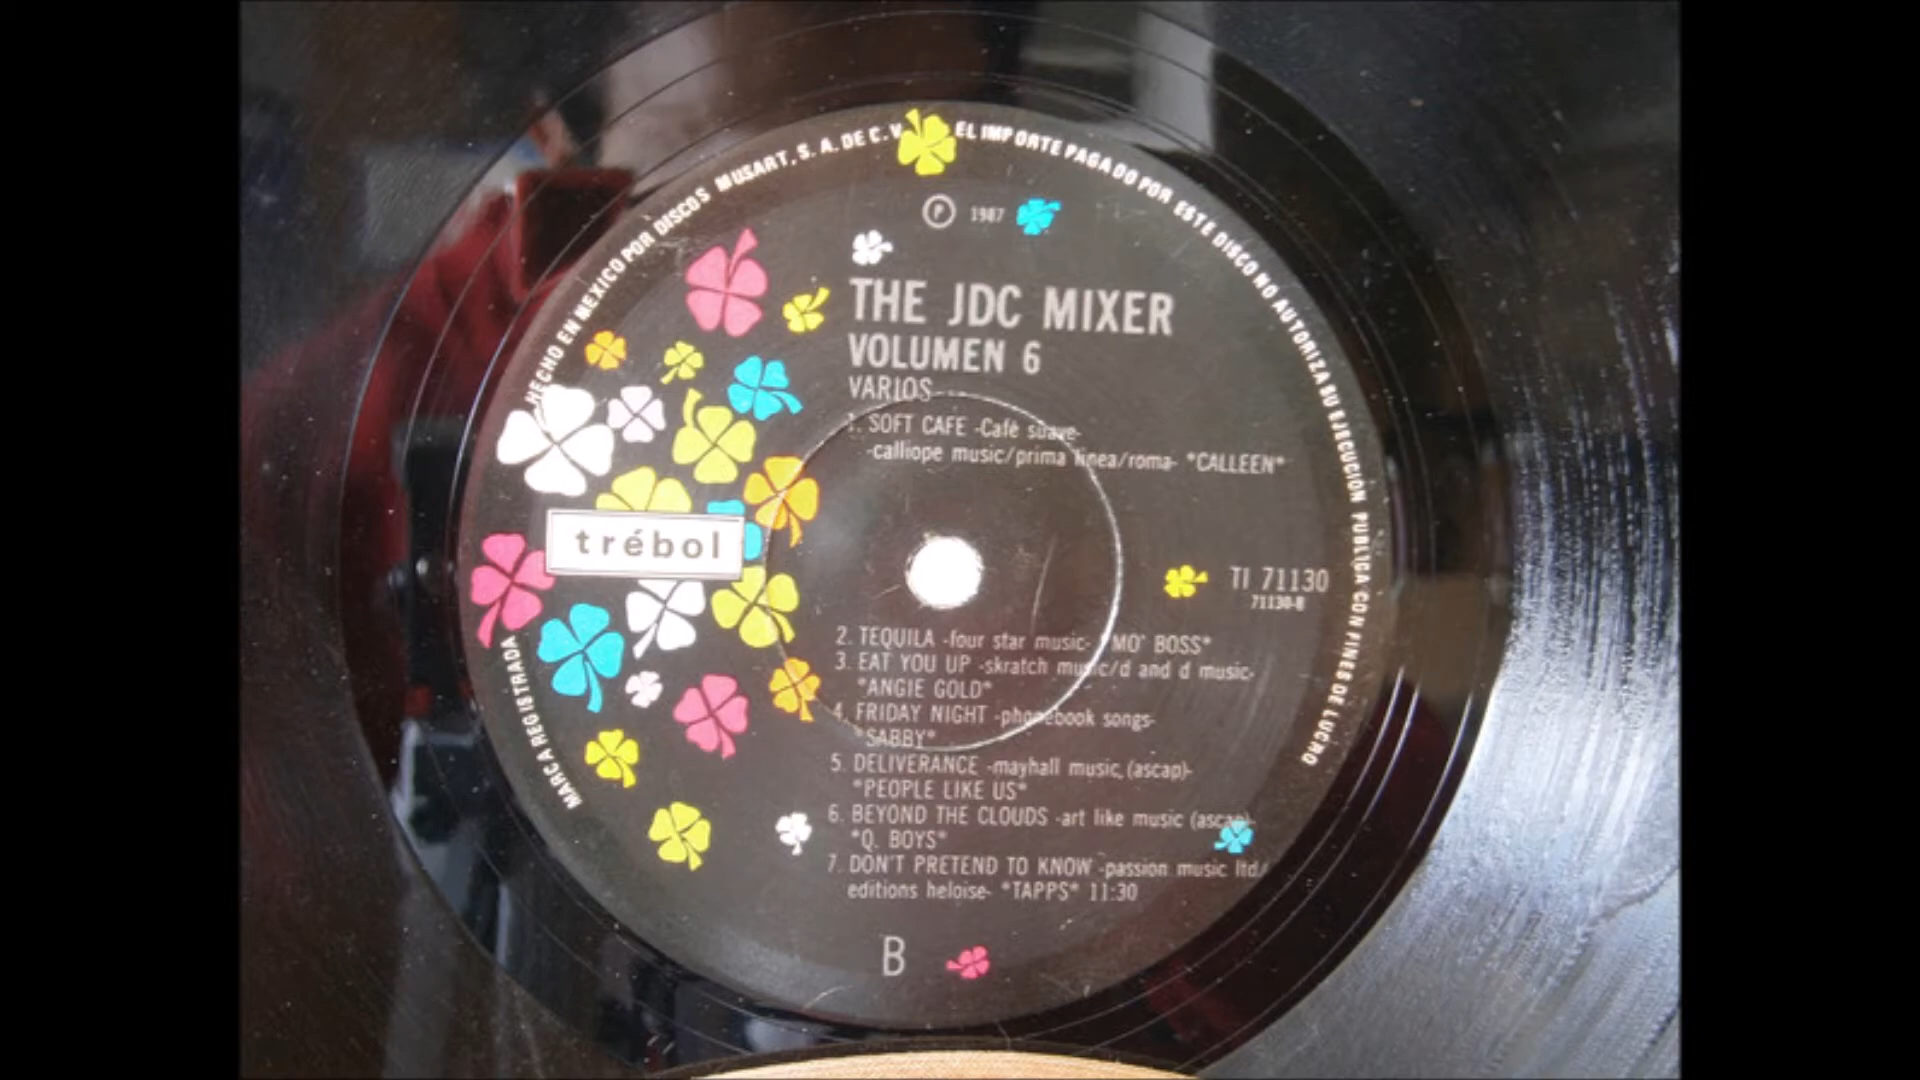 HECHO EN MEXICO POR DISCOS MUSART, S. A. DE C. V.
EL IMPORTE PAGADO POR ESTE DISCO NO AUTORIZA SU EJECUCION PUBLICA CON FINES DE LUCRO
MARCA REGISTRADA
Ⓟ 1987
THE JDC MIXER
VOLUMEN 6
VARIOS
1. SOFT CAFE -Café suave-
-calliope music/prima linea/roma- *CALLEEN*
trébol
TI 71130
71130-B
2. TEQUILA -four star music- *MO' BOSS*
3. EAT YOU UP -skratch music/d and d music-
*ANGIE GOLD*
4. FRIDAY NIGHT -phonebook songs-
*SABBY*
5. DELIVERANCE -mayhall music, (ascap)-
*PEOPLE LIKE US*
6. BEYOND THE CLOUDS -art like music (ascap)-
*Q. BOYS*
7. DON'T PRETEND TO KNOW -passion music ltd/
editions heloise- *TAPPS* 11:30
B